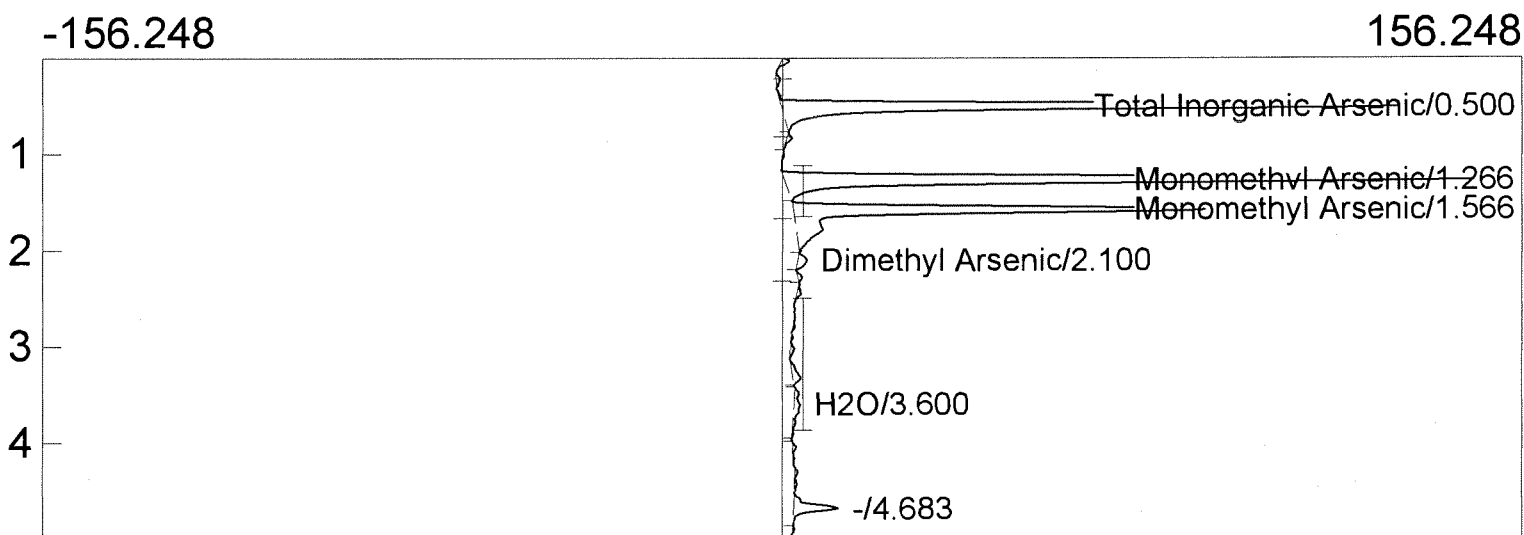 -156.248 156.248
Total Inorganic Arsenic/0.500
1
Monomethyl Arsenic/1.266
Monomethyl Arsenic/1.566
2
Dimethyl Arsenic/2.100
3
H2O/3.600
4
-/4.683